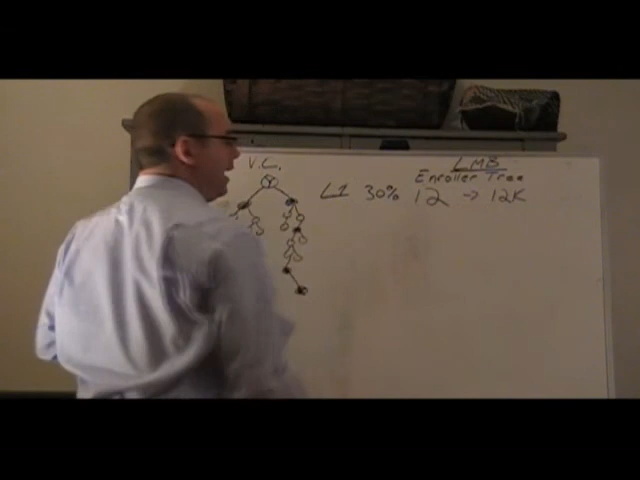 V.C. LMB
Enroller Tree
L1 30% 12 → 12K